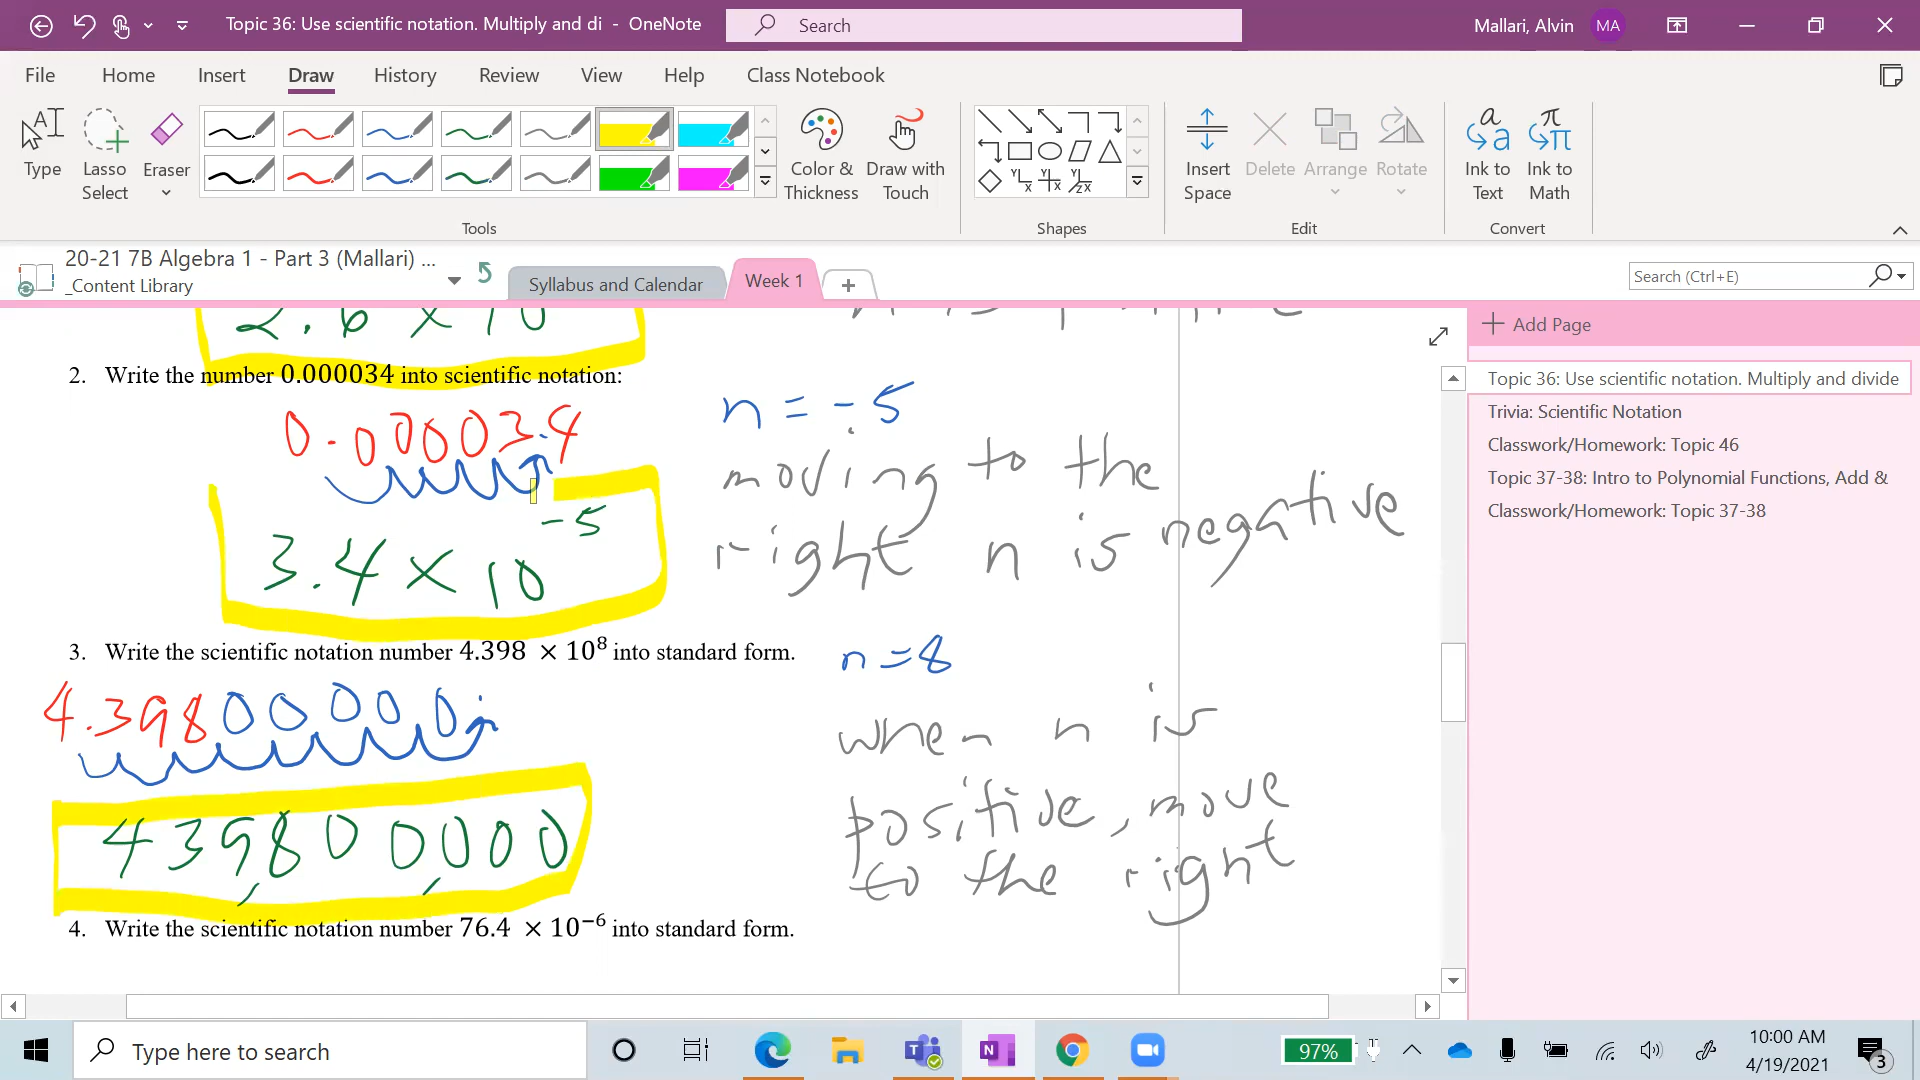 Topic 36: Use scientific notation. Multiply and di - OneNote
Search
Mallari, Alvin
MA
File Home Insert Draw History Review View Help Class Notebook
Type
Lasso Select
Eraser
Color & Thickness
Draw with Touch
Insert Space
Delete
Arrange
Rotate
Ink to Text
Ink to Math
Tools
Shapes
Edit
Convert
20-21 7B Algebra 1 - Part 3 (Mallari) ...
_Content Library
Syllabus and Calendar
Week 1
+
Search (Ctrl+E)
Add Page
Topic 36: Use scientific notation. Multiply and divide
Trivia: Scientific Notation
Classwork/Homework: Topic 46
Topic 37-38: Intro to Polynomial Functions, Add &
Classwork/Homework: Topic 37-38
2.6 × 10
2. Write the number 0.000034 into scientific notation:
0.00003.4
n = -5
moving to the
right n is negative
3.4 × 10⁻⁵
3. Write the scientific notation number 4.398 × 10⁸ into standard form.
n = 8
4.39800000.
when n is
positive, move
to the right
439800000
4. Write the scientific notation number 76.4 × 10⁻⁶ into standard form.
Type here to search
97%
10:00 AM
4/19/2021
3